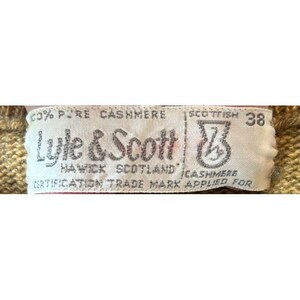 100% PURE CASHMERE
Lyle & Scott
HAWICK SCOTLAND
SCOTTISH
CASHMERE
38
CERTIFICATION TRADE MARK APPLIED FOR